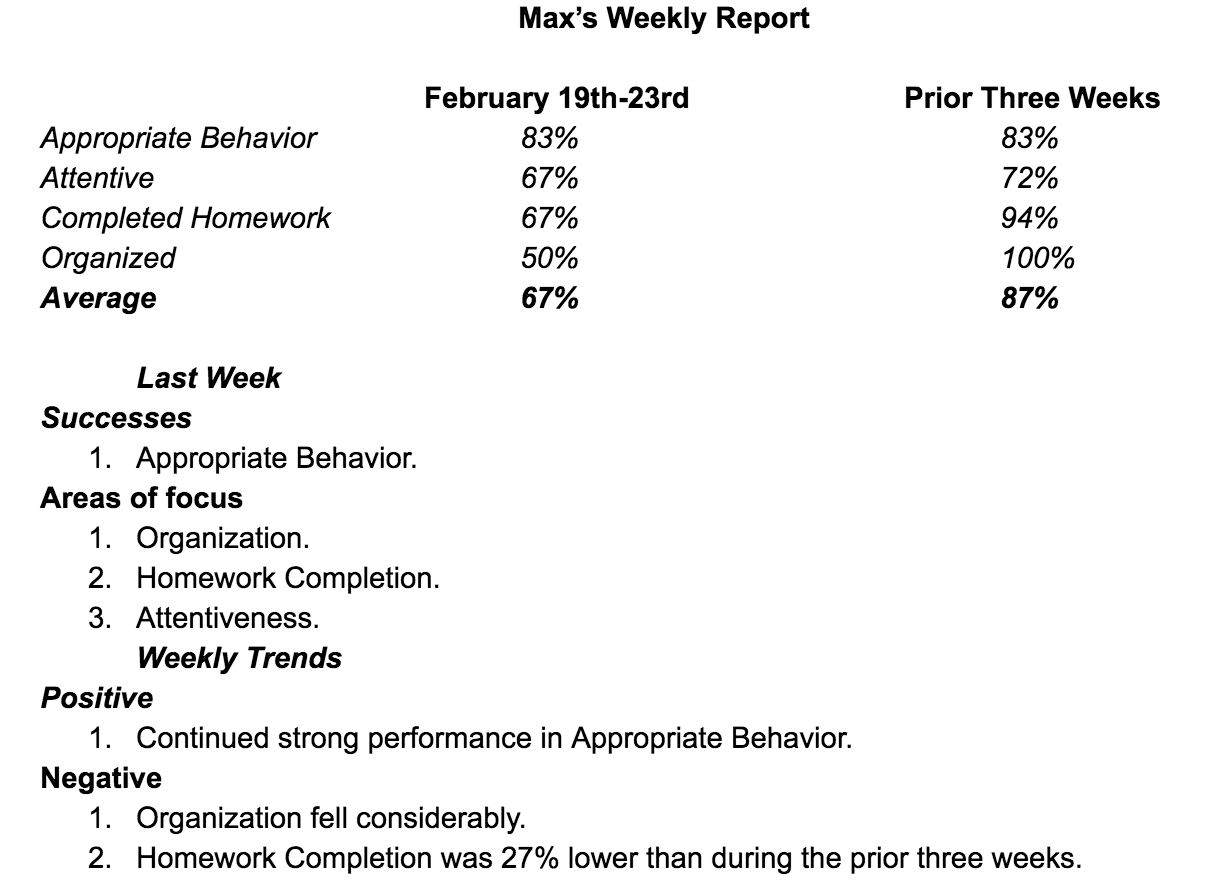 Max’s Weekly Report
February 19th-23rd Prior Three Weeks
Appropriate Behavior 83% 83%
Attentive 67% 72%
Completed Homework 67% 94%
Organized 50% 100%
Average 67% 87%
Last Week
Successes
1. Appropriate Behavior.
Areas of focus
1. Organization.
2. Homework Completion.
3. Attentiveness.
Weekly Trends
Positive
1. Continued strong performance in Appropriate Behavior.
Negative
1. Organization fell considerably.
2. Homework Completion was 27% lower than during the prior three weeks.